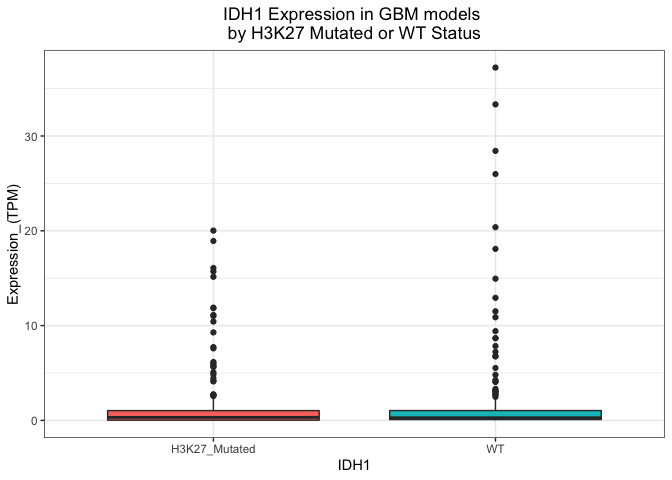 IDH1 Expression in GBM models
by H3K27 Mutated or WT Status
30
20
10
0
Expression_(TPM)
H3K27_Mutated
WT
IDH1